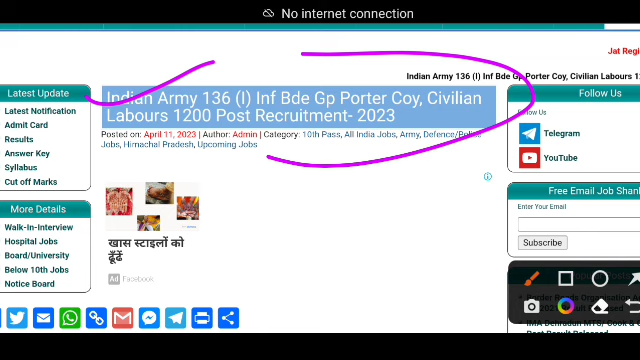 No internet connection
Jat Regi
Indian Army 136 (I) Inf Bde Gp Porter Coy, Civilian Labours 12
Latest Update
Latest Notification
Admit Card
Results
Answer Key
Syllabus
Cut off Marks
More Details
Walk-In-Interview
Hospital Jobs
Board/University
Below 10th Jobs
Notice Board
Indian Army 136 (I) Inf Bde Gp Porter Coy, Civilian
Labours 1200 Post Recruitment- 2023
Posted on: April 11, 2023 | Author: Admin | Category: 10th Pass, All India Jobs, Army, Defence/Police
Jobs, Himachal Pradesh, Upcoming Jobs
खास स्टाइलों को
ढूँढें
Ad Facebook
Follow Us
Follow Us
Telegram
YouTube
Free Email Job Shank
Enter Your Email
Subscribe